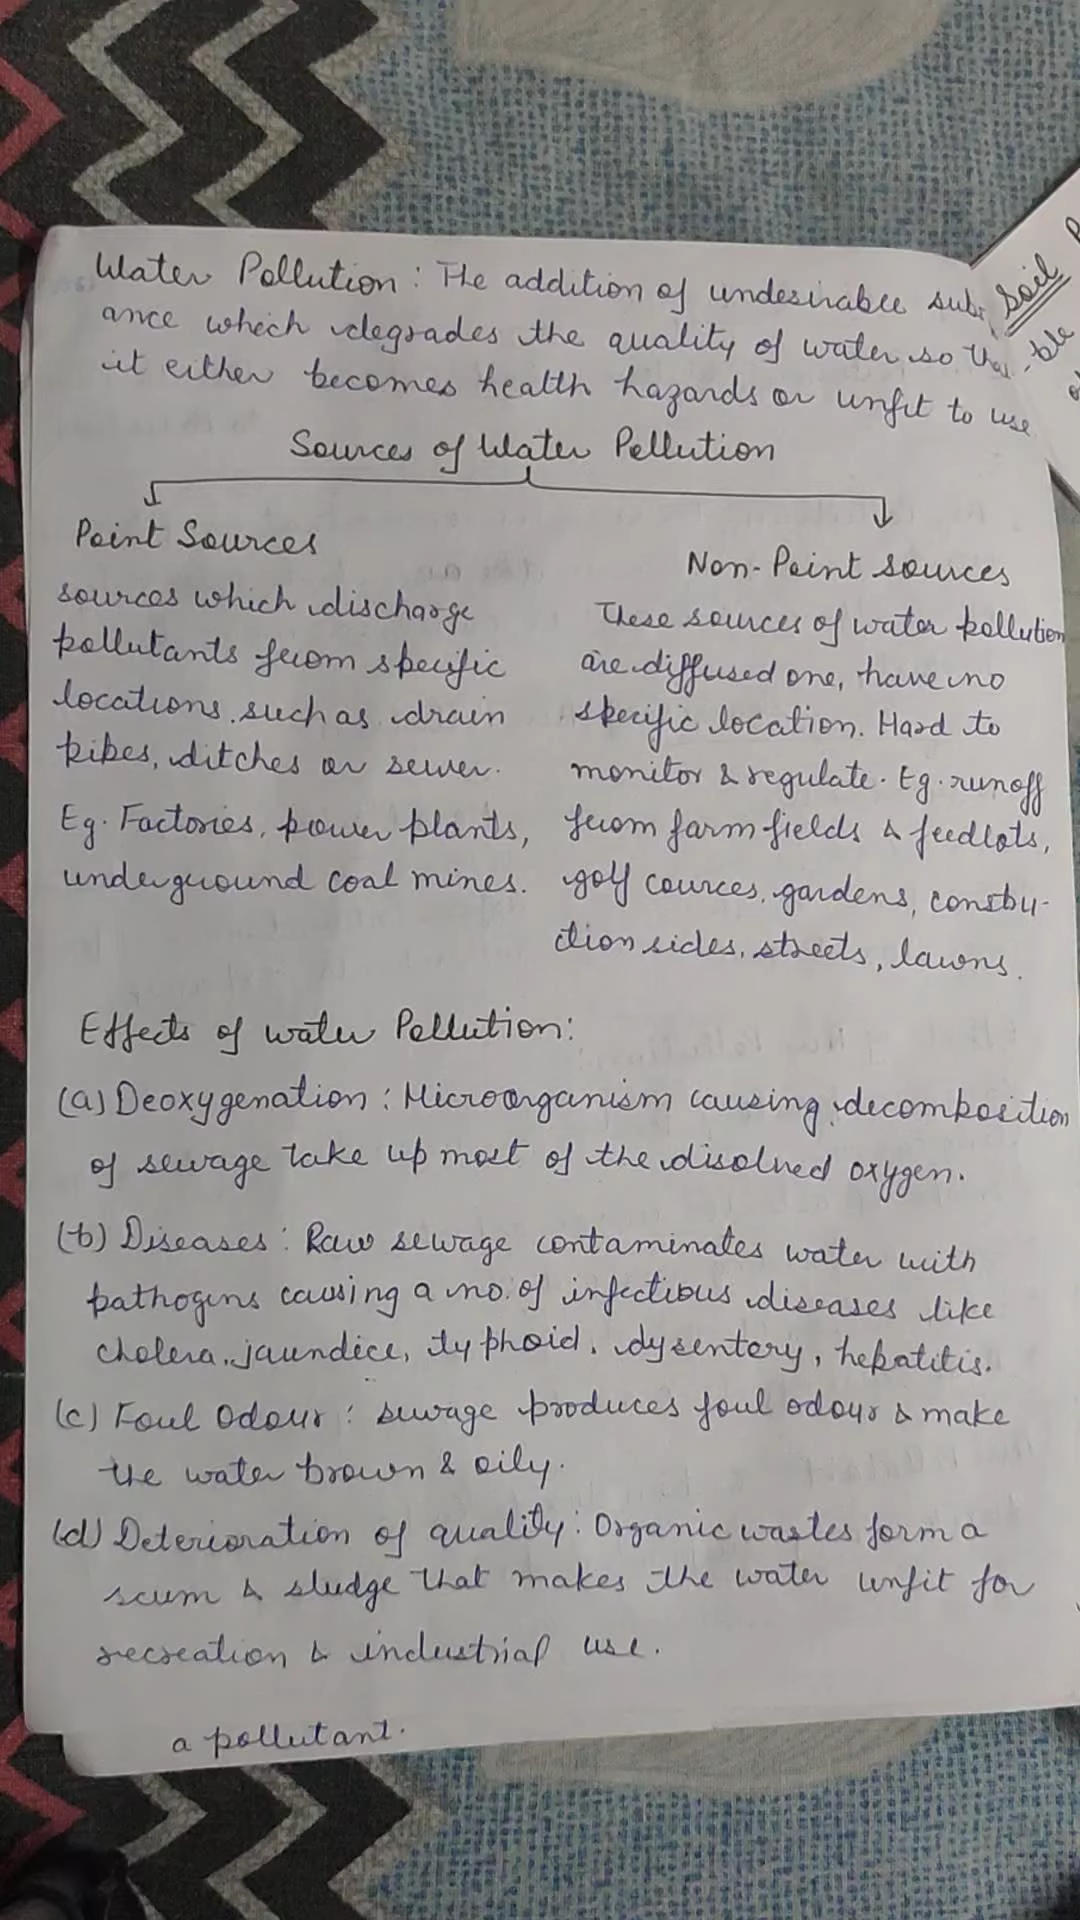 Water Pollution : The addition of undesirable subst
ance which degrades the quality of water so that
it either becomes health hazards or unfit to use
Sources of Water Pollution
Point Sources
sources which discharge
pollutants from specific
locations, such as drain
pipes, ditches or sewer.
Eg. Factories, power plants,
underground coal mines.
Non-Point sources
These sources of water pollution
are diffused one, have no
specific location. Hard to
monitor & regulate. Eg. runoff
from farm fields & feedlots,
golf cources, gardens, constru-
ction sides, streets, lawns.
Effects of water Pollution:
(a) Deoxygenation : Microorganism causing decomposition
of sewage take up most of the disolved oxygen.
(b) Diseases : Raw sewage contaminates water with
pathogens causing a no. of infectious diseases like
cholera, jaundice, typhoid, dysentery, hepatitis.
(c) Foul Odour : sewage produces foul odour & make
the water brown & oily.
(d) Deterioration of quality : Organic wastes form a
scum & sludge that makes the water unfit for
recreation & industrial use.
a pollutant.
Soil
ble